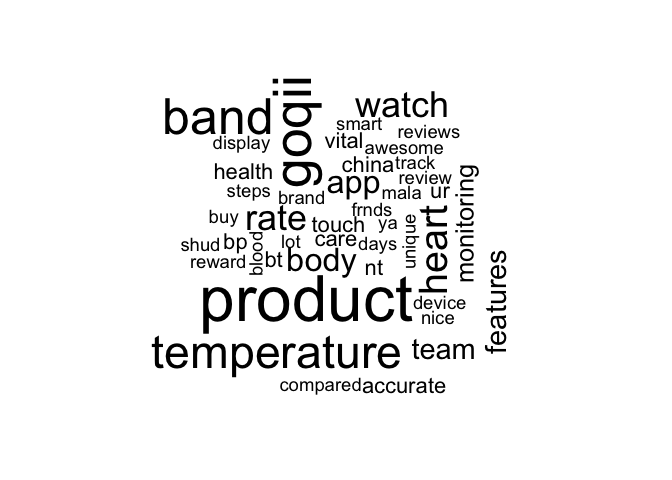 goqii
band
watch
smart
reviews
display
vital
awesome
health
china
track
steps
app
review
brand
mala
ur
monitoring
buy
rate
touch
frnds
ya
unique
heart
shud
bp
blood
lot
care
days
reward
bt
body
nt
features
product
device
nice
temperature
team
compared
accurate